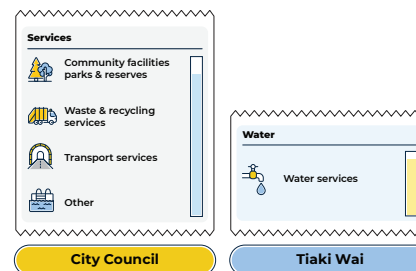 Services
Community facilities
parks & reserves
Waste & recycling
services
Transport services
Other
City Council
Water
Water services
Tiaki Wai